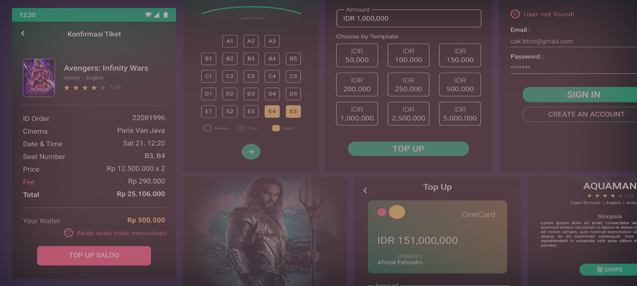 12:30
Konfirmasi Tiket
Avengers: Infinity Wars
Action – English
ID Order 22081996
Cinema Paris Van Java
Date & Time Sat 21, 12.20
Seat Number B3, B4
Price Rp 12.500.000 x 2
Fee Rp 290.000
Total Rp 25.106.000
Your Wallet Rp 500.500
Saldo anda tidak mencukupi!
TOP UP SALDO
A1 A2 A3
B1 B2 B3 B4 B5
C1 C2 C3 C4 C5
D1 D2 D3 D4 D5
E1 E2 E3 E4 E5
Amount
IDR 1,000,000
Choose by Template
IDR 50.000 IDR 100.000 IDR 150.000
IDR 200.000 IDR 250.000 IDR 500.000
IDR 1.000.000 IDR 2.500.000 IDR 5.000.000
TOP UP
User not found!
Email :
cak.bhot@gmail.com
Password :
SIGN IN
CREATE AN ACCOUNT
Top Up
CineCard
IDR 151,000,000
Afrizal Fahrudin
AQUAMAN
Sinopsis
Lorem ipsum dolor sit amet, consectetur
SWIPE